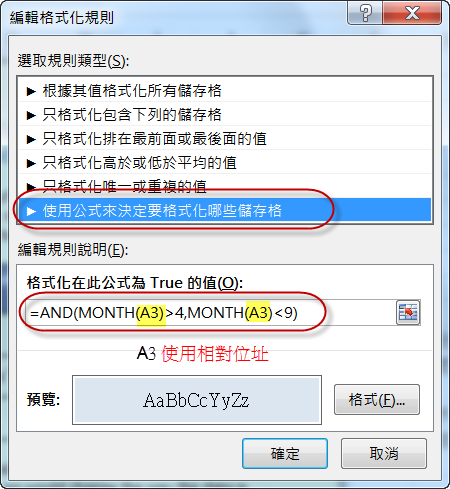 編輯格式化規則
選取規則類型(S):
► 根據其值格式化所有儲存格
► 只格式化包含下列的儲存格
► 只格式化排在最前面或最後面的值
► 只格式化高於或低於平均的值
► 只格式化唯一或重複的值
► 使用公式來決定要格式化哪些儲存格
編輯規則說明(E):
格式化在此公式為 True 的值(O):
=AND(MONTH(A3)>4,MONTH(A3)<9)
A3 使用相對位址
預覽:
AaBbCcYyZz
格式(F)...
確定
取消